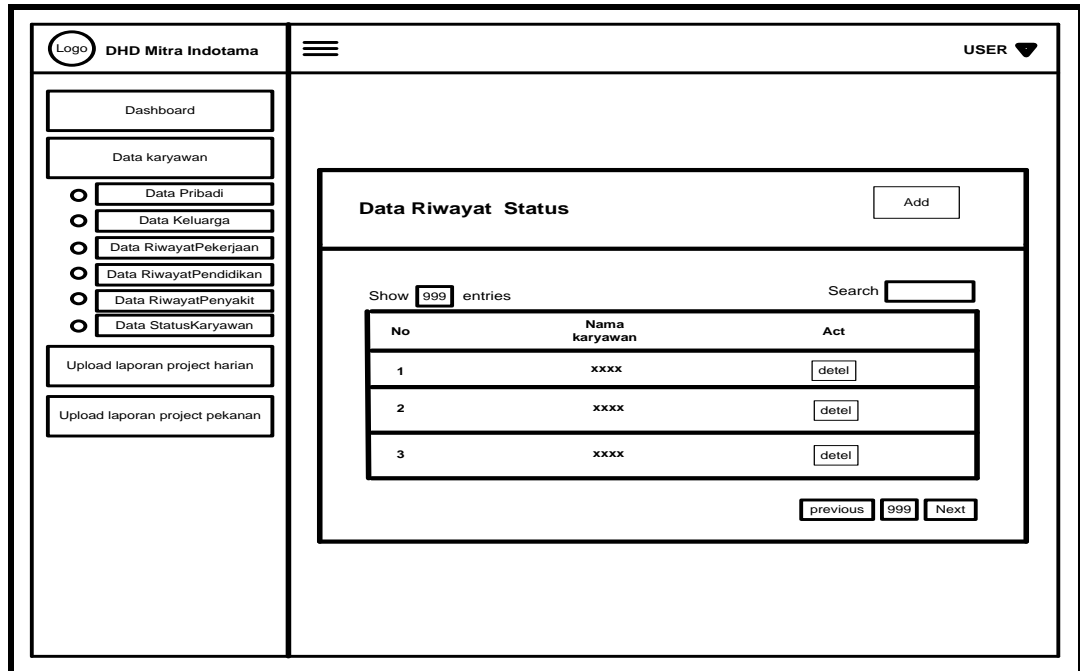 Logo DHD Mitra Indotama
USER
Dashboard
Data karyawan
Data Pribadi
Data Keluarga
Data RiwayatPekerjaan
Data RiwayatPendidikan
Data RiwayatPenyakit
Data StatusKaryawan
Upload laporan project harian
Upload laporan project pekanan
Data Riwayat Status
Add
Show 999 entries
Search
No Nama karyawan Act
1 xxxx detel
2 xxxx detel
3 xxxx detel
previous 999 Next